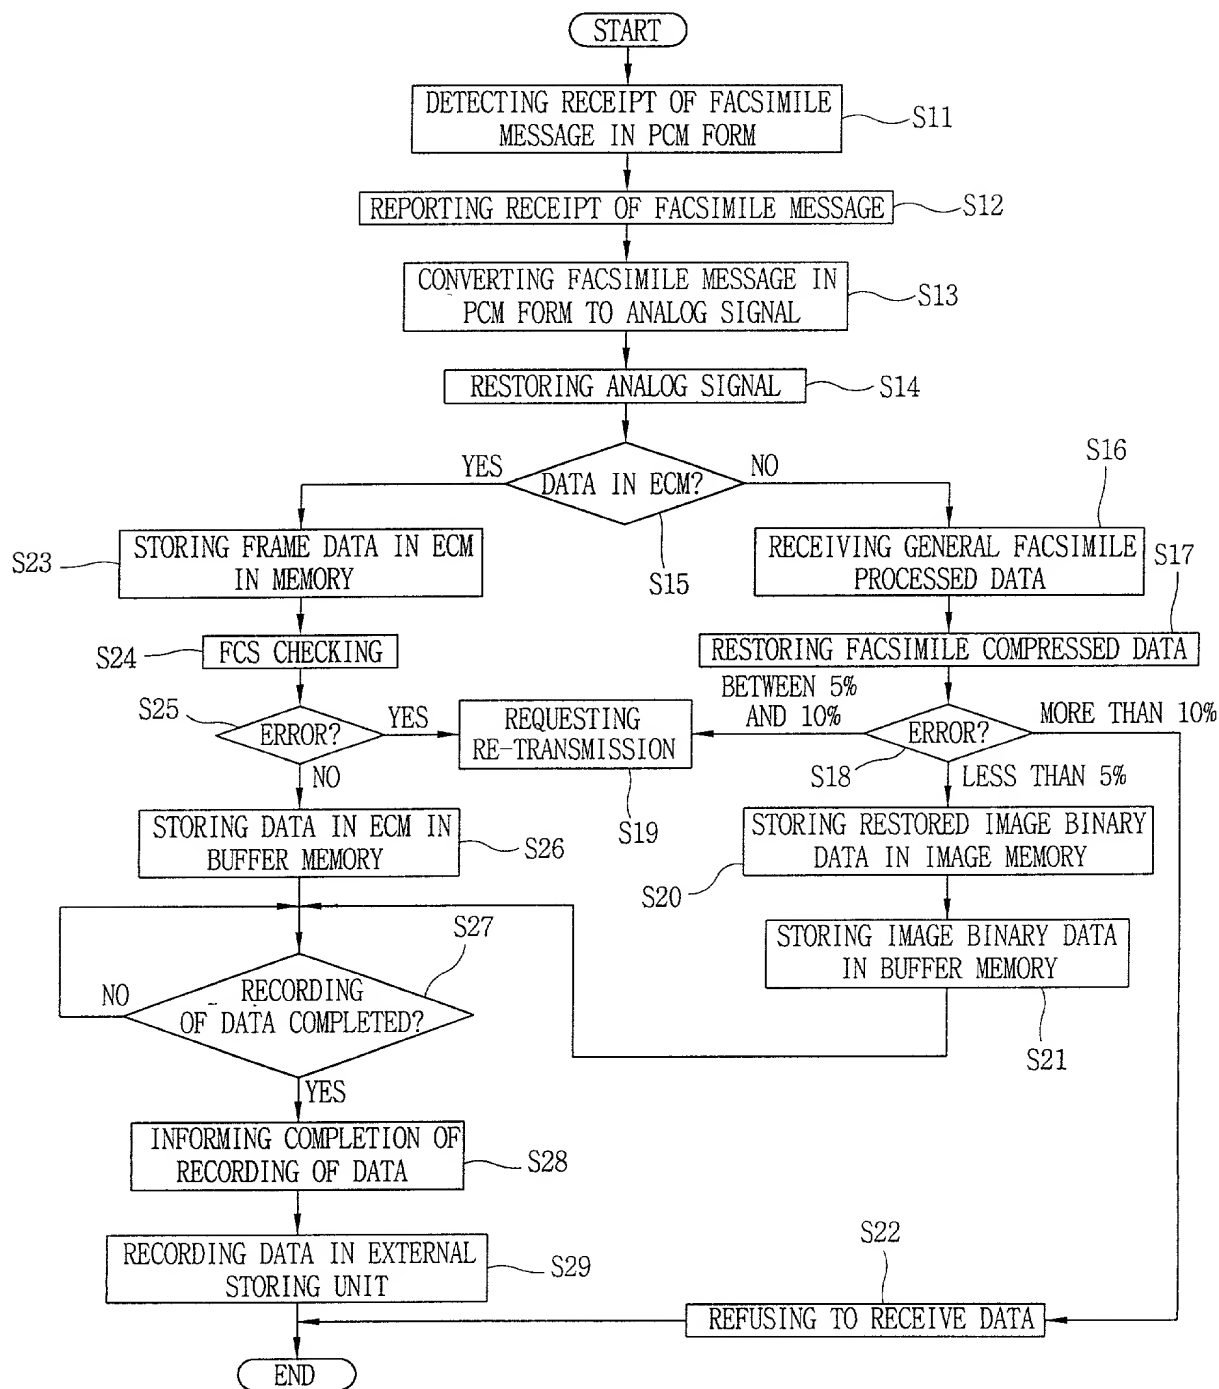 START
DETECTING RECEIPT OF FACSIMILE
MESSAGE IN PCM FORM
S11
REPORTING RECEIPT OF FACSIMILE MESSAGE
S12
CONVERTING FACSIMILE MESSAGE IN
PCM FORM TO ANALOG SIGNAL
S13
RESTORING ANALOG SIGNAL
S14
YES
DATA IN ECM?
NO
S15
S16
STORING FRAME DATA IN ECM
IN MEMORY
S23
RECEIVING GENERAL FACSIMILE
PROCESSED DATA
S17
S24
FCS CHECKING
RESTORING FACSIMILE COMPRESSED DATA
BETWEEN 5%
AND 10%
MORE THAN 10%
S25
ERROR?
YES
REQUESTING
RE-TRANSMISSION
ERROR?
S18
NO
LESS THAN 5%
S19
STORING DATA IN ECM IN
BUFFER MEMORY
S26
STORING RESTORED IMAGE BINARY
DATA IN IMAGE MEMORY
S20
S27
STORING IMAGE BINARY DATA
IN BUFFER MEMORY
S21
NO
RECORDING
OF DATA COMPLETED?
YES
INFORMING COMPLETION OF
RECORDING OF DATA
S28
RECORDING DATA IN EXTERNAL
STORING UNIT
S29
S22
REFUSING TO RECEIVE DATA
END